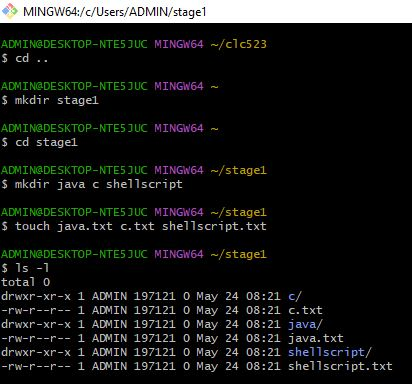 MINGW64:/c/Users/ADMIN/stage1
ADMIN@DESKTOP-NTE5JUC MINGW64 ~/clc523
$ cd ..
ADMIN@DESKTOP-NTE5JUC MINGW64 ~
$ mkdir stage1
ADMIN@DESKTOP-NTE5JUC MINGW64 ~
$ cd stage1
ADMIN@DESKTOP-NTE5JUC MINGW64 ~/stage1
$ mkdir java c shellscript
ADMIN@DESKTOP-NTE5JUC MINGW64 ~/stage1
$ touch java.txt c.txt shellscript.txt
ADMIN@DESKTOP-NTE5JUC MINGW64 ~/stage1
$ ls -l
total 0
drwxr-xr-x 1 ADMIN 197121 0 May 24 08:21 c/
-rw-r--r-- 1 ADMIN 197121 0 May 24 08:21 c.txt
drwxr-xr-x 1 ADMIN 197121 0 May 24 08:21 java/
-rw-r--r-- 1 ADMIN 197121 0 May 24 08:21 java.txt
drwxr-xr-x 1 ADMIN 197121 0 May 24 08:21 shellscript/
-rw-r--r-- 1 ADMIN 197121 0 May 24 08:21 shellscript.txt